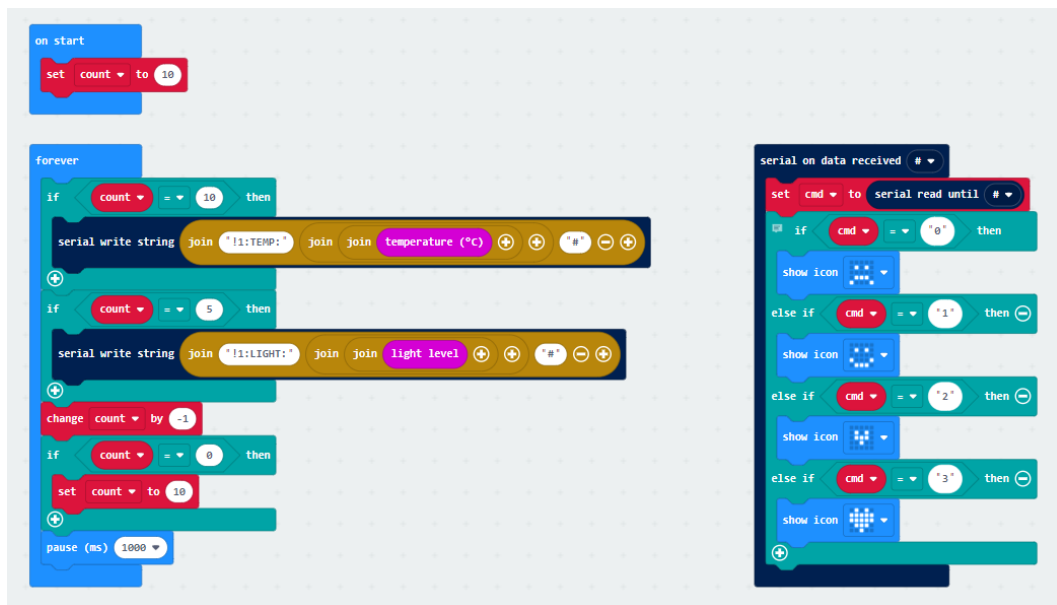 on start
set count to 10
forever
if count = 10 then
serial write string join "!1:TEMP:" join join temperature (°C) "#"
if count = 5 then
serial write string join "!1:LIGHT:" join join light level "#"
change count by -1
if count = 0 then
set count to 10
pause (ms) 1000
serial on data received #
set cmd to serial read until #
if cmd = "0" then
show icon
else if cmd = "1" then
show icon
else if cmd = "2" then
show icon
else if cmd = "3" then
show icon